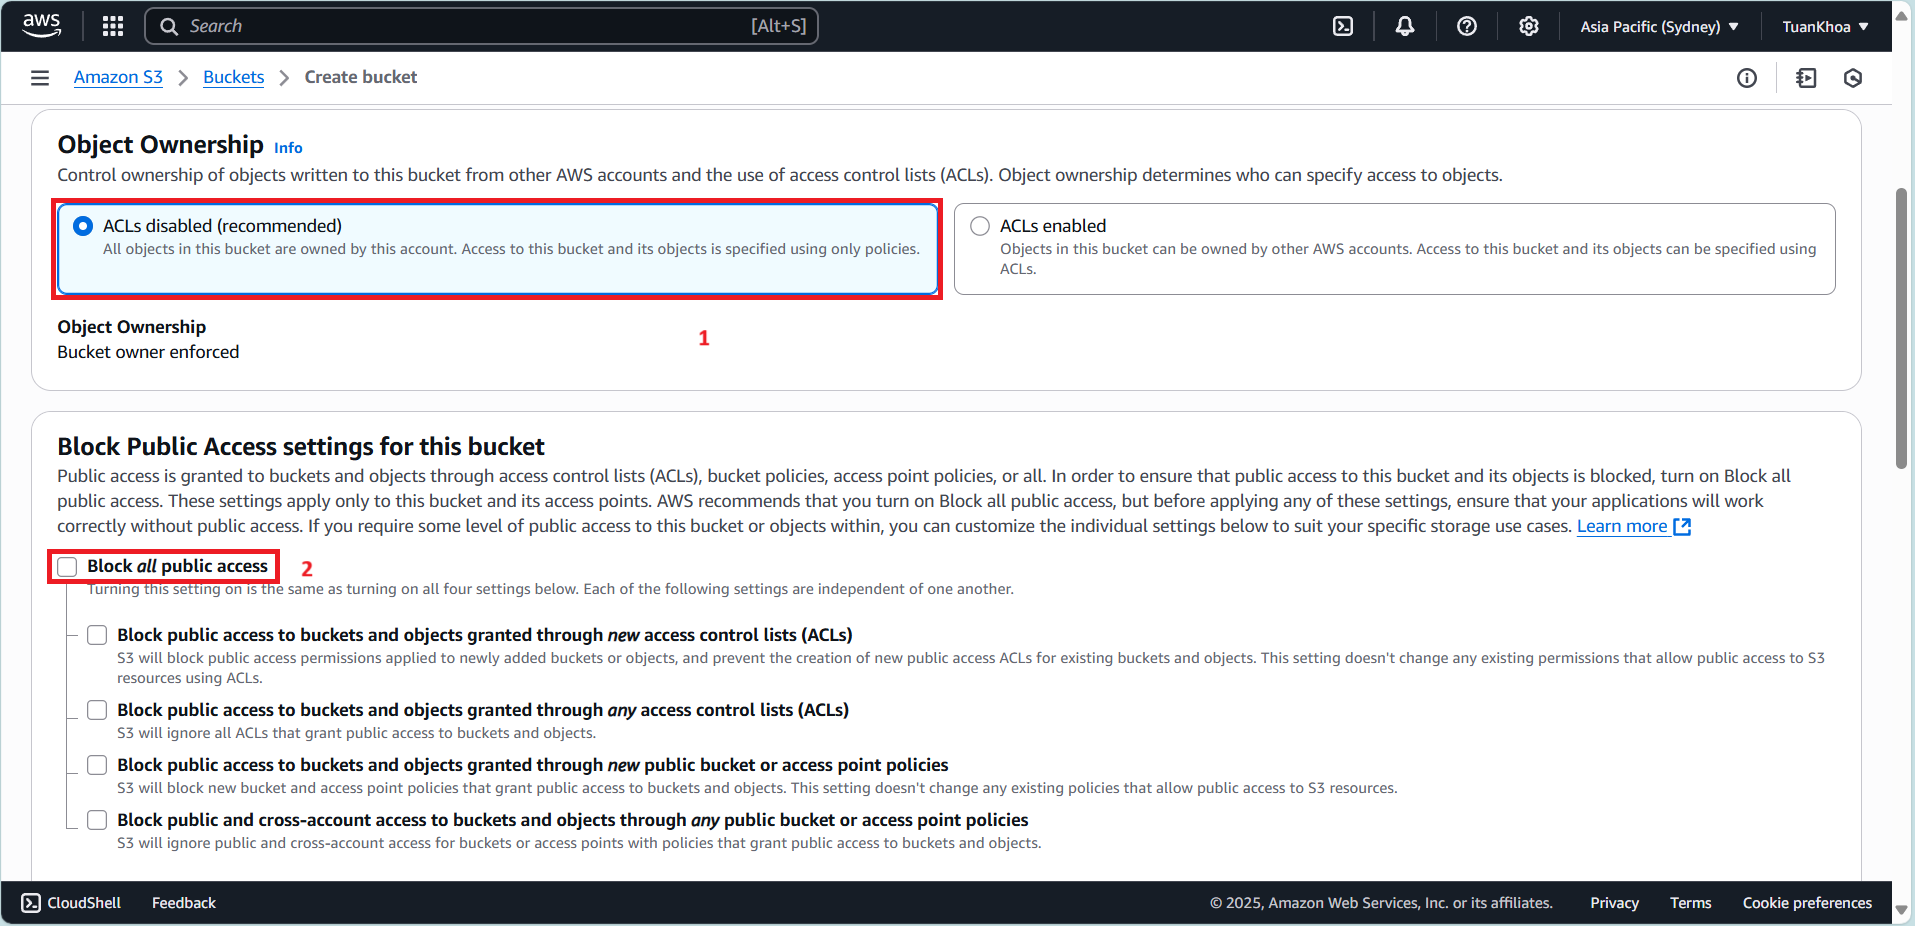 aws
Search [Alt+S]
Asia Pacific (Sydney)
TuanKhoa
Amazon S3
Buckets
Create bucket
Object Ownership Info
Control ownership of objects written to this bucket from other AWS accounts and the use of access control lists (ACLs). Object ownership determines who can specify access to objects.
ACLs disabled (recommended)
All objects in this bucket are owned by this account. Access to this bucket and its objects is specified using only policies.
ACLs enabled
Objects in this bucket can be owned by other AWS accounts. Access to this bucket and its objects can be specified using
ACLs.
Object Ownership
Bucket owner enforced
1
Block Public Access settings for this bucket
Public access is granted to buckets and objects through access control lists (ACLs), bucket policies, access point policies, or all. In order to ensure that public access to this bucket and its objects is blocked, turn on Block all
public access. These settings apply only to this bucket and its access points. AWS recommends that you turn on Block all public access, but before applying any of these settings, ensure that your applications will work
correctly without public access. If you require some level of public access to this bucket or objects within, you can customize the individual settings below to suit your specific storage use cases. Learn more
Block all public access
2
Turning this setting on is the same as turning on all four settings below. Each of the following settings are independent of one another.
Block public access to buckets and objects granted through new access control lists (ACLs)
S3 will block public access permissions applied to newly added buckets or objects, and prevent the creation of new public access ACLs for existing buckets and objects. This setting doesn't change any existing permissions that allow public access to S3
resources using ACLs.
Block public access to buckets and objects granted through any access control lists (ACLs)
S3 will ignore all ACLs that grant public access to buckets and objects.
Block public access to buckets and objects granted through new public bucket or access point policies
S3 will block new bucket and access point policies that grant public access to buckets and objects. This setting doesn't change any existing policies that allow public access to S3 resources.
Block public and cross-account access to buckets and objects through any public bucket or access point policies
S3 will ignore public and cross-account access for buckets or access points with policies that grant public access to buckets and objects.
CloudShell
Feedback
© 2025, Amazon Web Services, Inc. or its affiliates.
Privacy
Terms
Cookie preferences